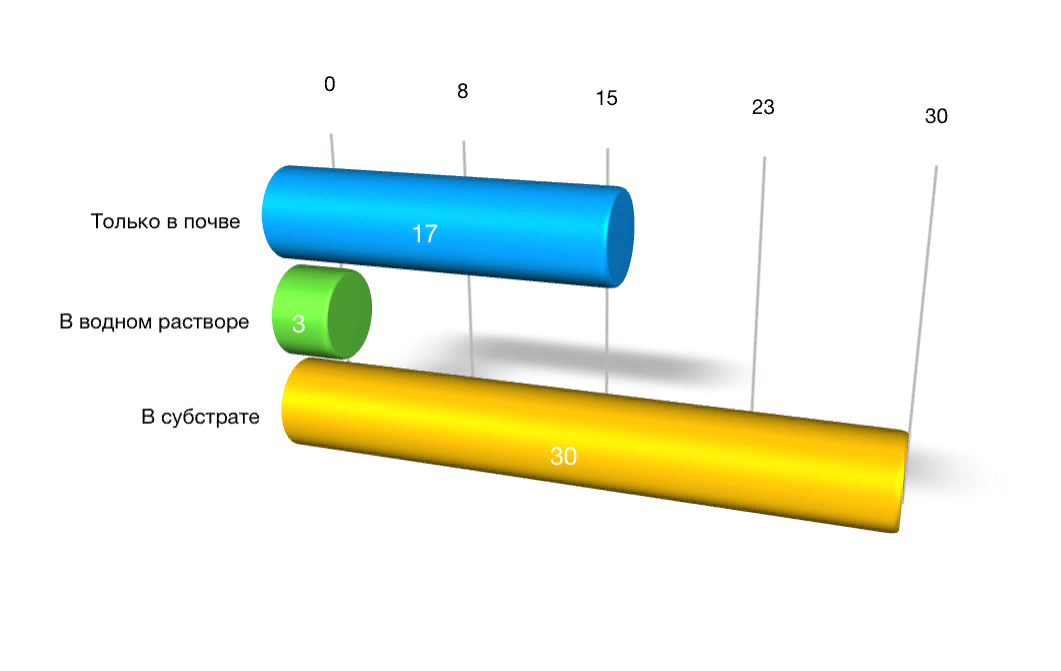 0
8
15
23
30
Только в почве
17
В водном растворе
3
В субстрате
30